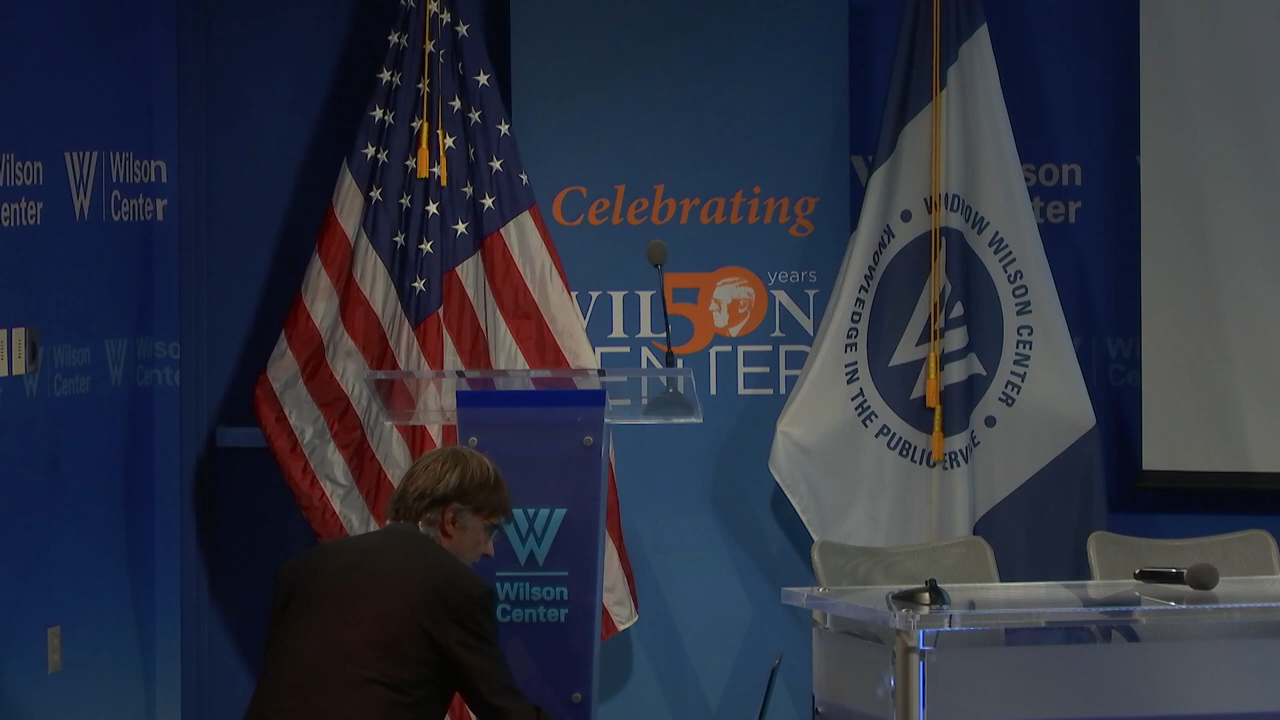 Wilson
Center
Wilson
Center
Celebrating
50 years
WILSON
CENTER
WOODROW WILSON CENTER
KNOWLEDGE IN THE PUBLIC SERVICE
Wilson
Center
Wilson
Center
Wilson
Center